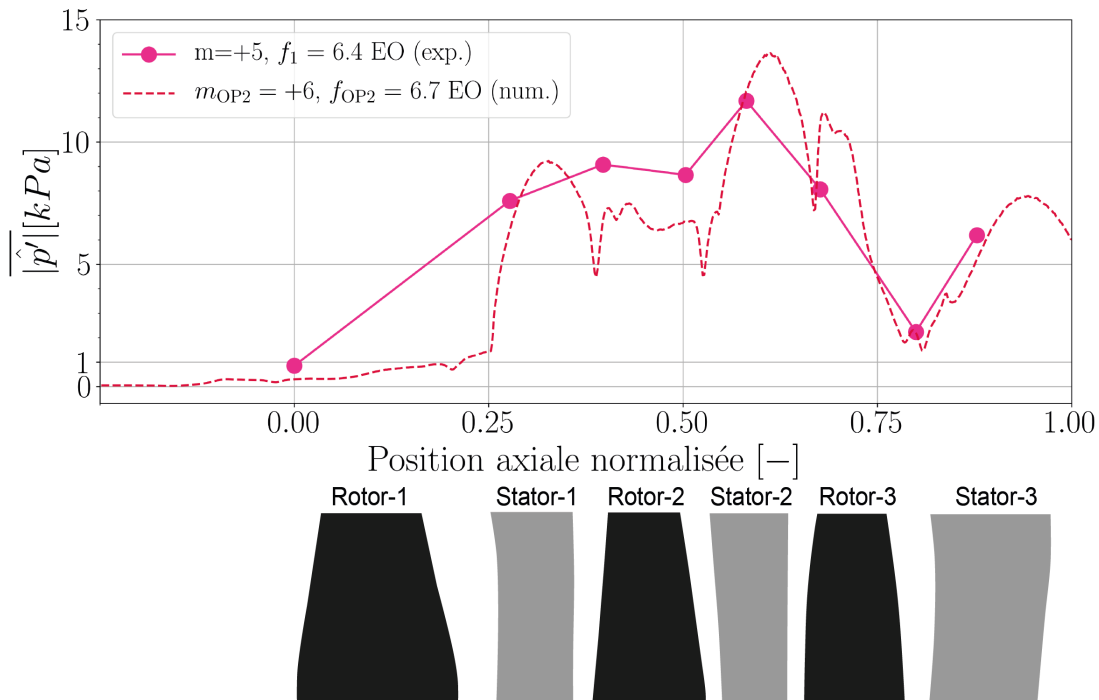 15
10
5
1
0
|p̂′|[kPa]
m=+5, f₁ = 6.4 EO (exp.)
m_OP2 = +6, f_OP2 = 6.7 EO (num.)
0.00 0.25 0.50 0.75 1.00
Position axiale normalisée [−]
Rotor-1 Stator-1 Rotor-2 Stator-2 Rotor-3 Stator-3